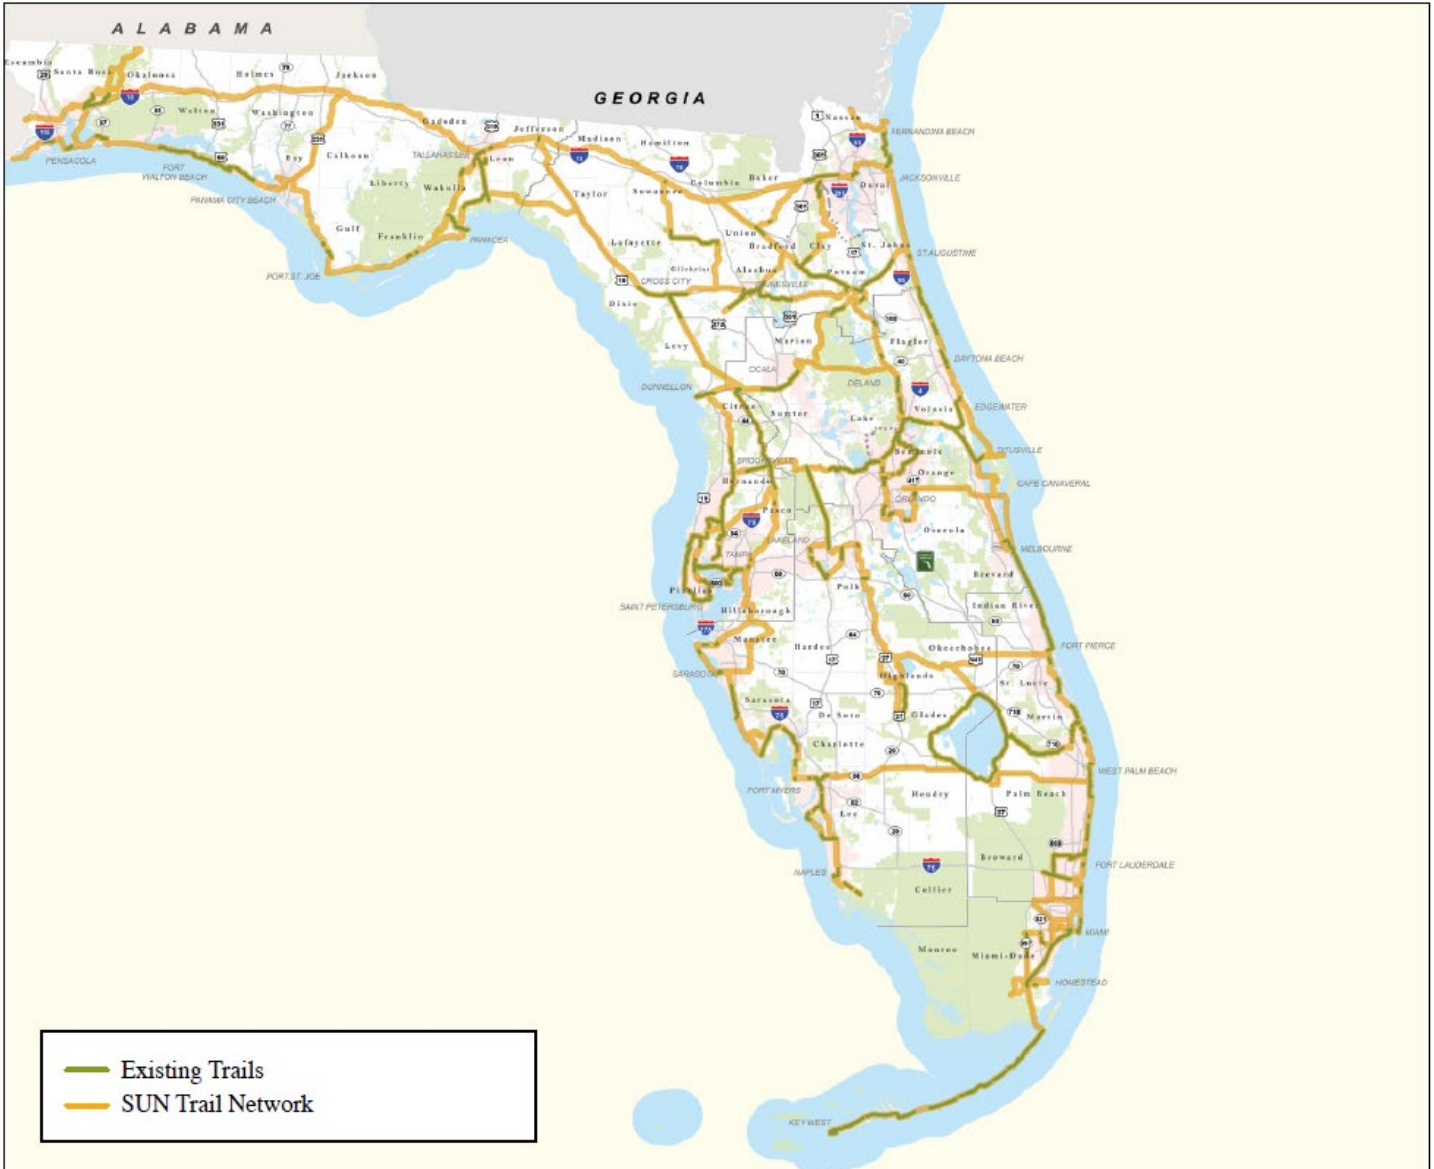 ALABAMA
GEORGIA
Escambia
Santa Rosa
Okaloosa
Holmes
Jackson
Walton
Washington
Gadsden
Jefferson
Madison
Hamilton
Nassau
FERNANDINA BEACH
PENSACOLA
FORT
WALTON BEACH
Bay
Calhoun
TALLAHASSEE
Leon
Columbia
Baker
JACKSONVILLE
Duval
PANAMA CITY BEACH
Liberty
Wakulla
Taylor
Suwannee
Gulf
Franklin
PANACEA
Lafayette
Union
Bradford
Clay
St. Johns
ST. AUGUSTINE
PORT ST. JOE
Gilchrist
Alachua
Putnam
CROSS CITY
GAINESVILLE
Dixie
Levy
Marion
Flagler
DAYTONA BEACH
OCALA
DUNNELLON
DELAND
Citrus
Sumter
Lake
Volusia
EDGEWATER
BROOKSVILLE
Seminole
TITUSVILLE
Hernando
Orange
CAPE CANAVERAL
ORLANDO
Pasco
Osceola
TAMPA
LAKELAND
MELBOURNE
Pinellas
Polk
Brevard
SAINT PETERSBURG
Hillsborough
Indian River
Manatee
Hardee
Okeechobee
FORT PIERCE
SARASOTA
Highlands
St. Lucie
Sarasota
De Soto
Glades
Martin
Charlotte
WEST PALM BEACH
FORT MYERS
Hendry
Palm Beach
Lee
Broward
FORT LAUDERDALE
NAPLES
Collier
MIAMI
Monroe
Miami-Dade
HOMESTEAD
KEY WEST
Existing Trails
SUN Trail Network